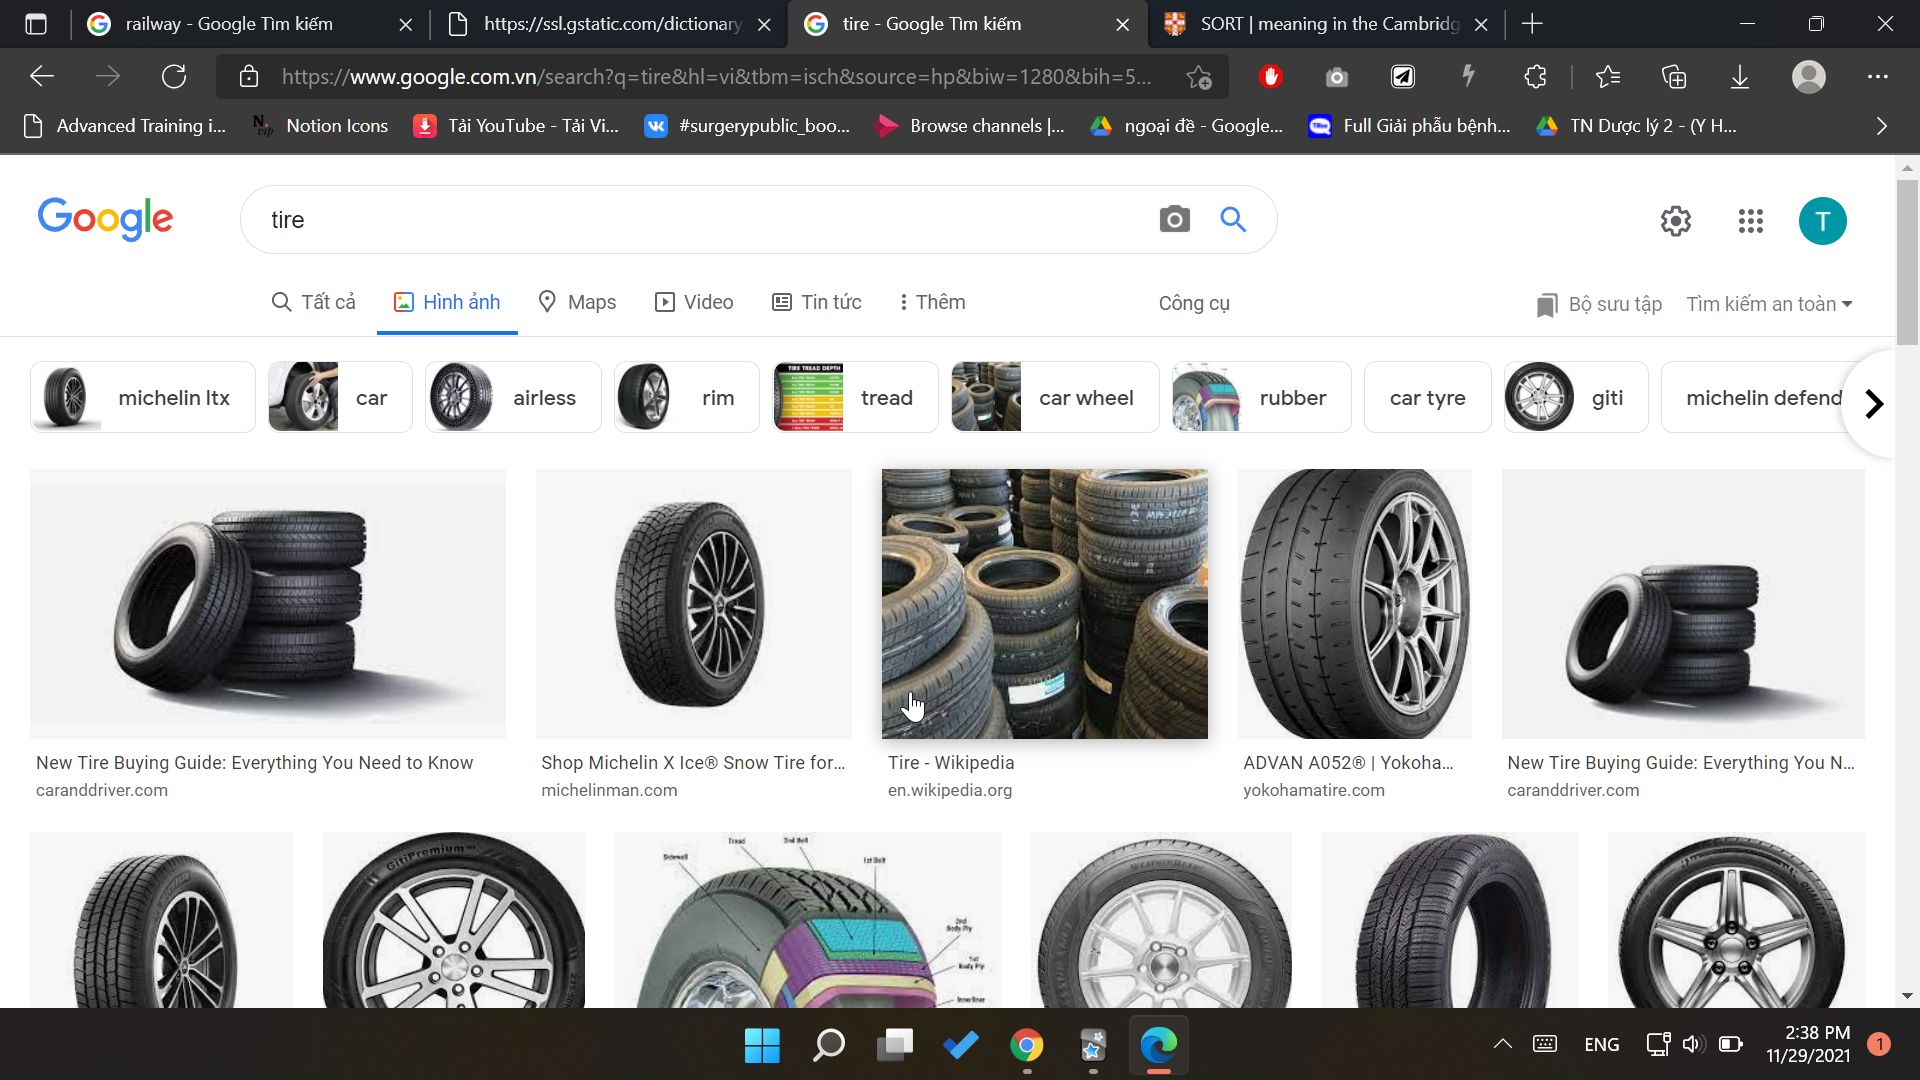 railway - Google Tìm kiếm
https://ssl.gstatic.com/dictionary
tire - Google Tìm kiếm
SORT | meaning in the Cambridg
https://www.google.com.vn/search?q=tire&hl=vi&tbm=isch&source=hp&biw=1280&bih=5...
Advanced Training i...
Notion Icons
Tải YouTube - Tải Vi...
#surgerypublic_boo...
Browse channels |...
ngoại đề - Google...
Full Giải phẫu bệnh...
TN Dược lý 2 - (Y H...
Google
tire
T
Tất cả
Hình ảnh
Maps
Video
Tin tức
Thêm
Công cụ
Bộ sưu tập
Tìm kiếm an toàn
michelin ltx
car
airless
rim
TIRE TREAD DEPTH
tread
car wheel
rubber
car tyre
giti
michelin defend
New Tire Buying Guide: Everything You Need to Know
caranddriver.com
Shop Michelin X Ice® Snow Tire for...
michelinman.com
Tire - Wikipedia
en.wikipedia.org
ADVAN A052® | Yokoha...
yokohamatire.com
New Tire Buying Guide: Everything You N...
caranddriver.com
GitiPremium
Sidewall
Tread
2nd Belt
1st Belt
2nd
Body Ply
1st
Body Ply
Innerliner
ENG
2:38 PM
11/29/2021
1